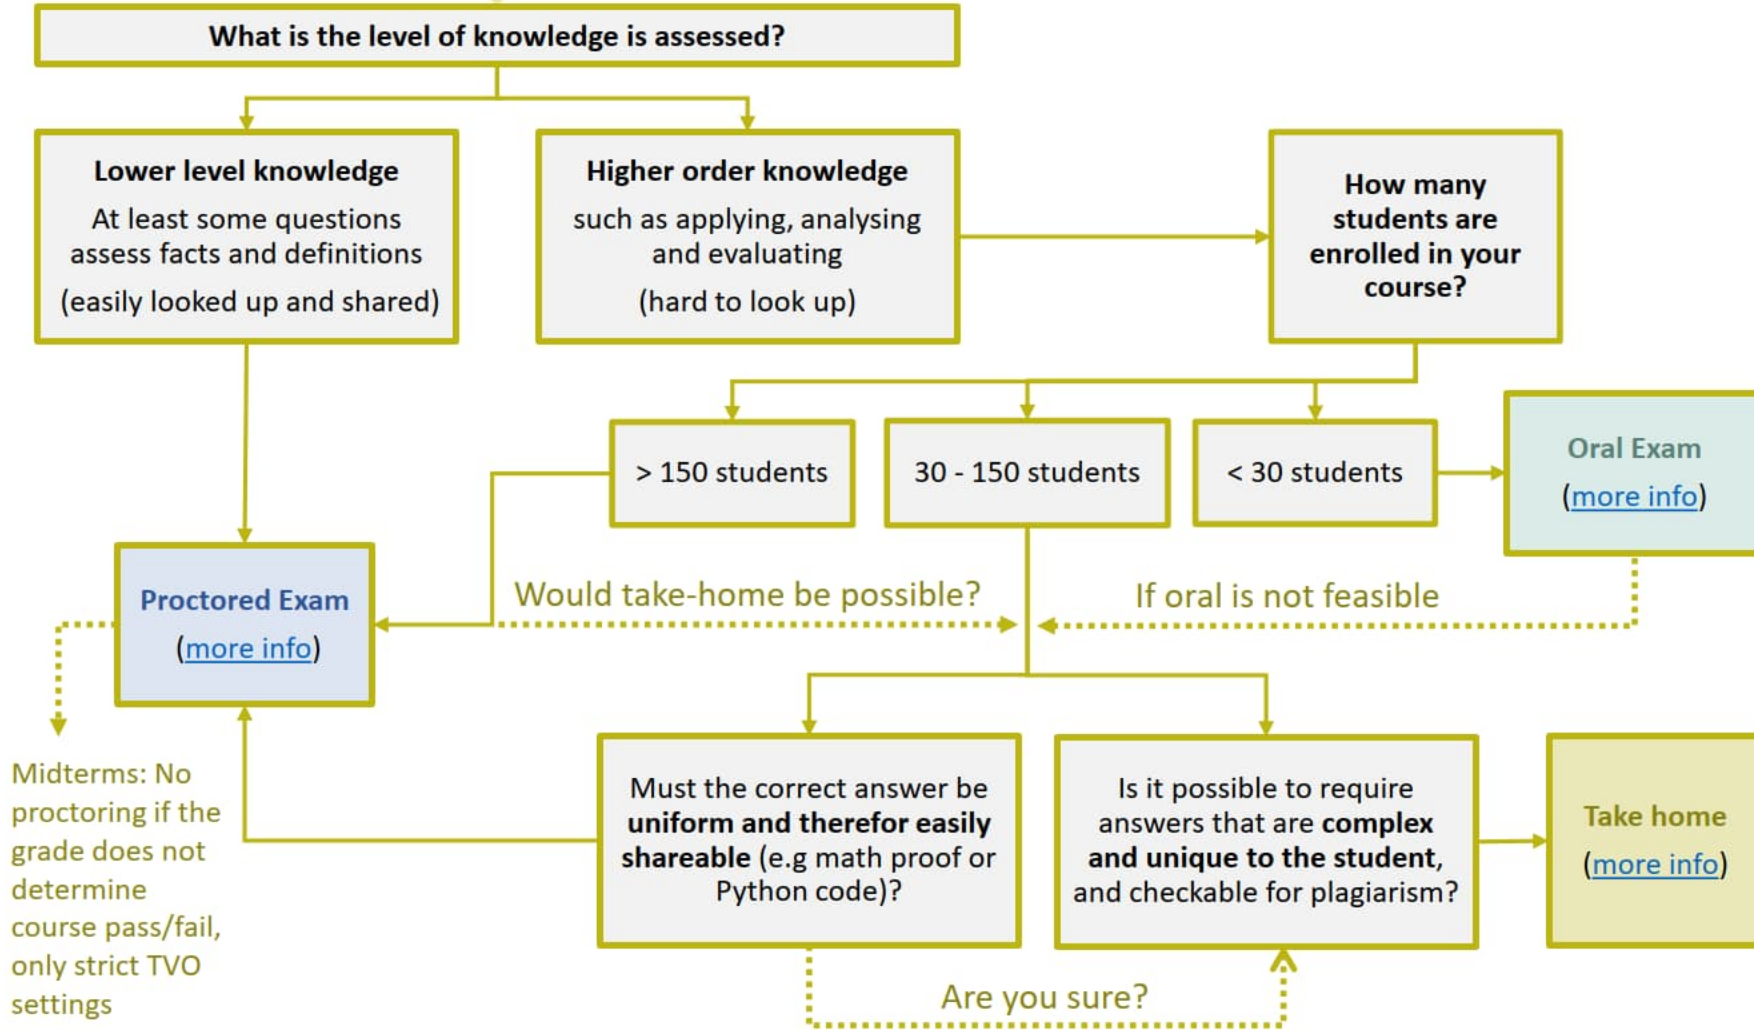 What is the level of knowledge is assessed?
Lower level knowledge
At least some questions
assess facts and definitions
(easily looked up and shared)
Higher order knowledge
such as applying, analysing
and evaluating
(hard to look up)
How many
students are
enrolled in your
course?
> 150 students
30 - 150 students
< 30 students
Oral Exam
(more info)
Proctored Exam
(more info)
Would take-home be possible?
If oral is not feasible
Midterms: No
proctoring if the
grade does not
determine
course pass/fail,
only strict TVO
settings
Must the correct answer be
uniform and therefor easily
shareable (e.g math proof or
Python code)?
Is it possible to require
answers that are complex
and unique to the student,
and checkable for plagiarism?
Take home
(more info)
Are you sure?